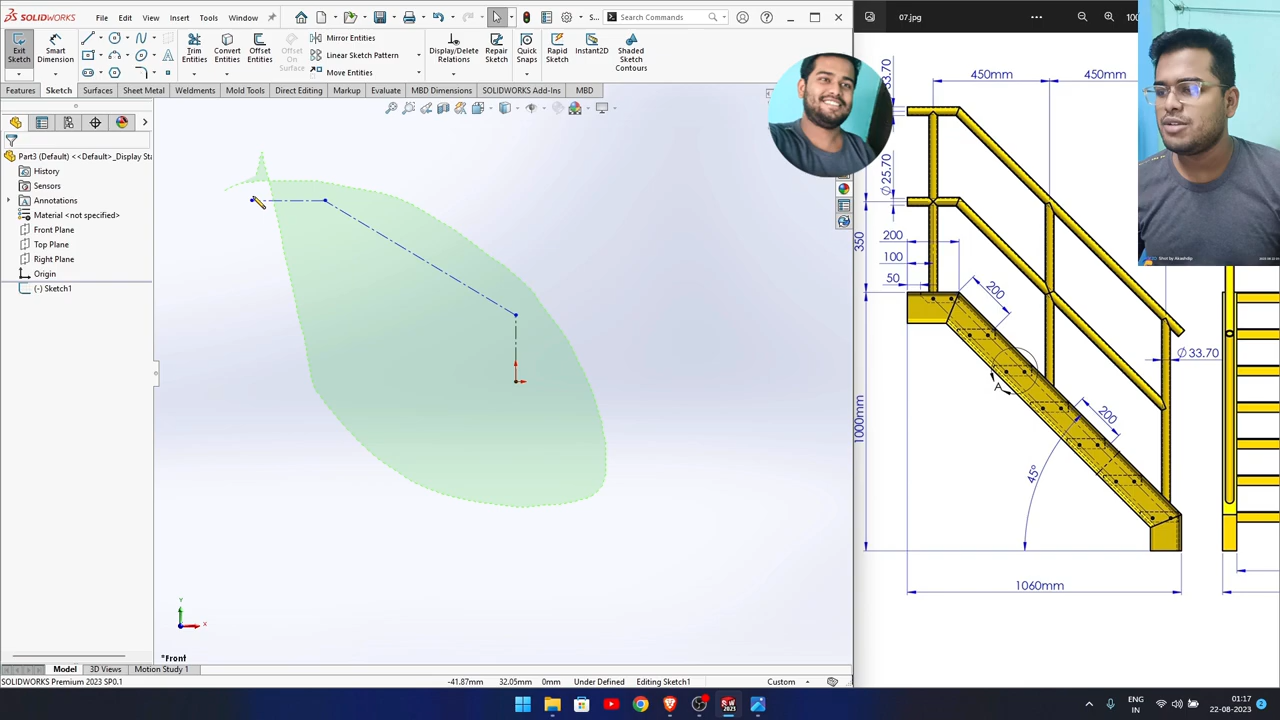 SOLIDWORKS
File
Edit
View
Insert
Tools
Window
S...
Search Commands
07.jpg
100
Exit Sketch
Smart Dimension
Trim Entities
Convert Entities
Offset Entities
Offset On Surface
Mirror Entities
Linear Sketch Pattern
Move Entities
Display/Delete Relations
Repair Sketch
Quick Snaps
Rapid Sketch
Instant2D
Shaded Sketch Contours
Features
Sketch
Surfaces
Sheet Metal
Weldments
Mold Tools
Direct Editing
Markup
Evaluate
MBD Dimensions
SOLIDWORKS Add-Ins
MBD
Part3 (Default) <<Default>_Display Sta
History
Sensors
Annotations
Material <not specified>
Front Plane
Top Plane
Right Plane
Origin
(-) Sketch1
Y
X
*Front
33.70
450mm
450mm
Ø 25.70
350
200
100
50
200
A
Ø33.70
200
45°
1000mm
1060mm
Model
3D Views
Motion Study 1
SOLIDWORKS Premium 2023 SP0.1
-41.87mm
32.05mm
0mm
Under Defined
Editing Sketch1
Custom
ENG
IN
01:17
22-08-2023